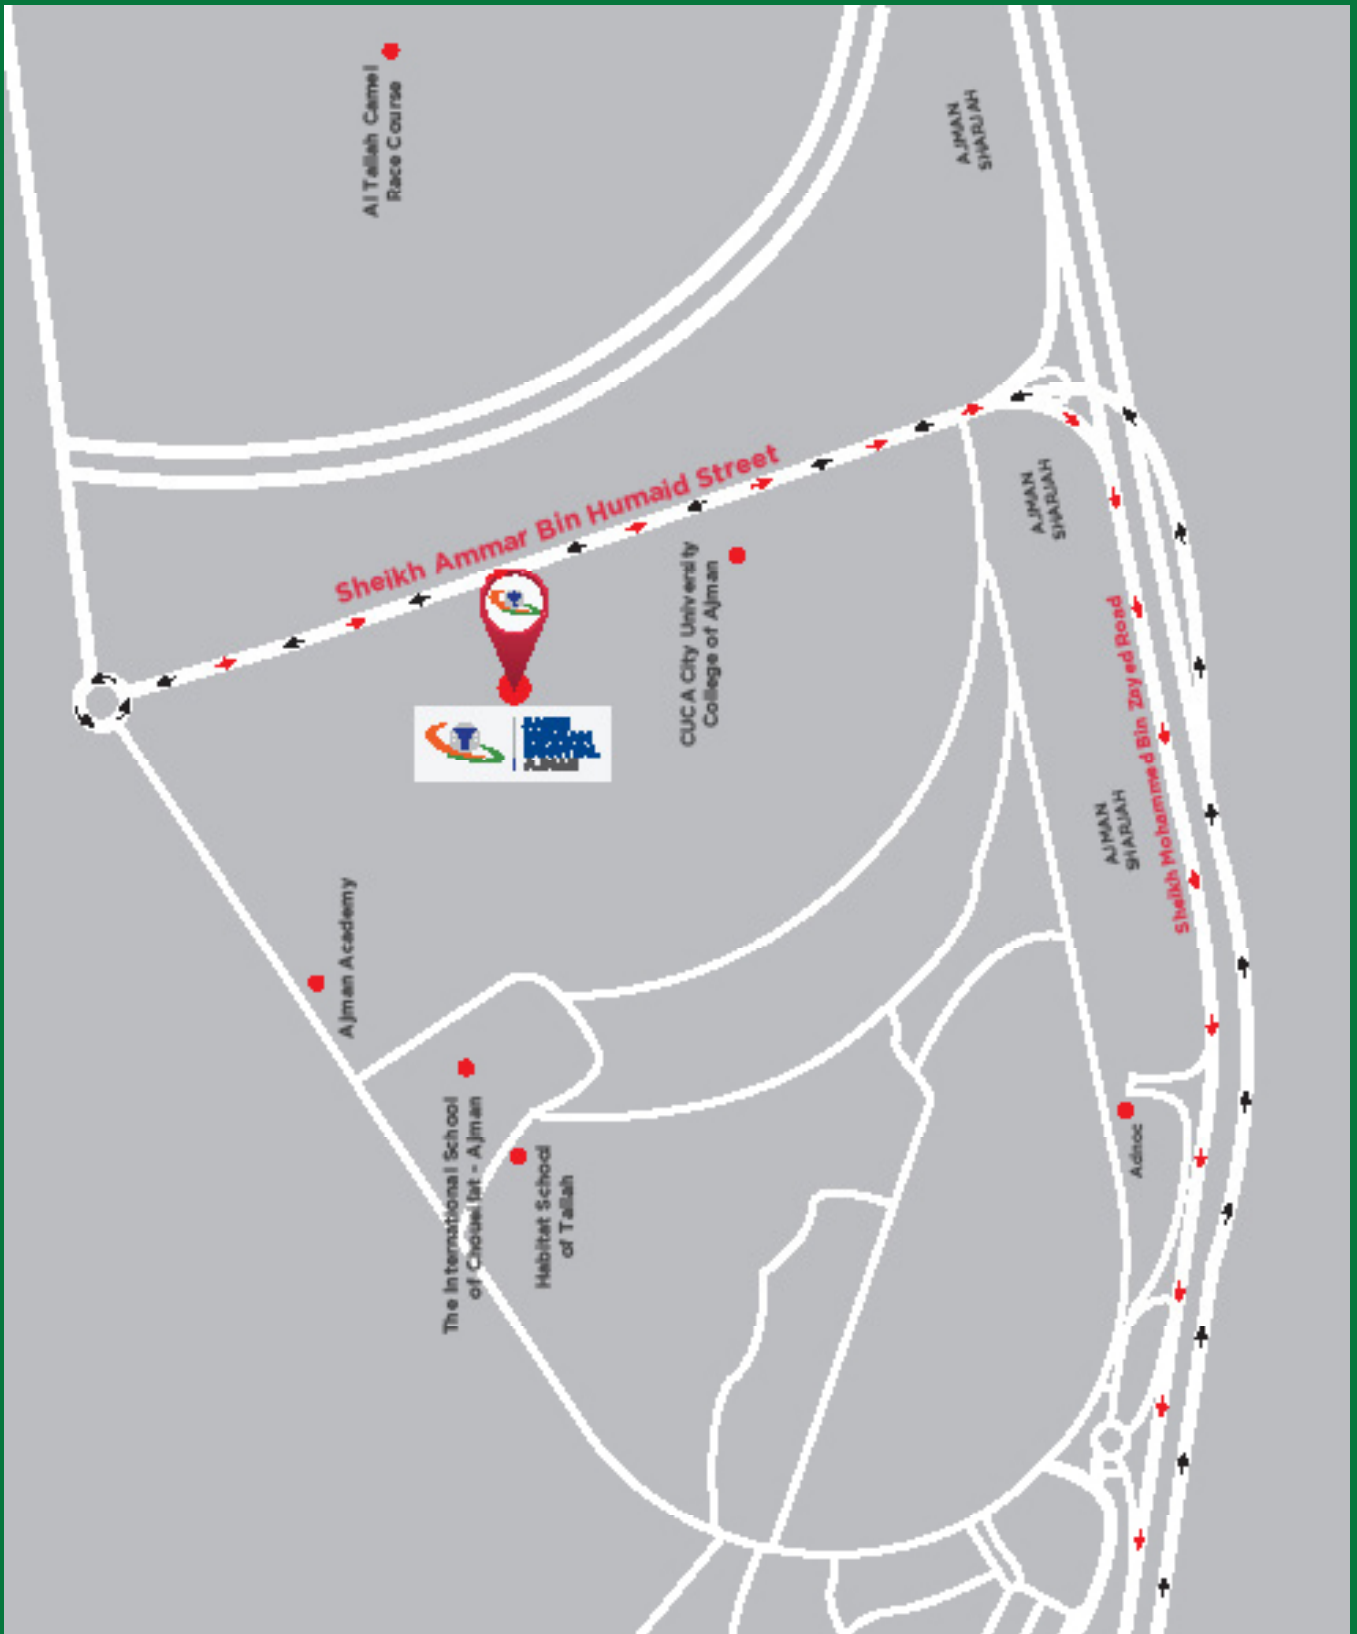 Al Tallah Camel
Race Course
AJMAN
SHARJAH
Sheikh Ammar Bin Humaid Street
AJMAN
SHARJAH
CUCA City University
College of Ajman
Sheikh Mohammed Bin Zayed Road
AJMAN
SHARJAH
Ajman Academy
The International School
of Choueifat - Ajman
Habitat School
of Tallah
Adnoc